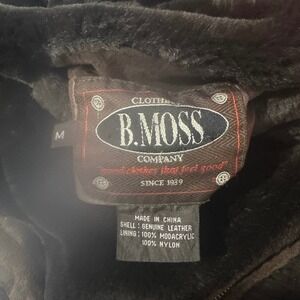 M
CLOTHING
B.MOSS
COMPANY
"good clothes that feel good"
SINCE 1939
MADE IN CHINA
SHELL: GENUINE LEATHER
LINING: 100% MODACRYLIC
100% NYLON